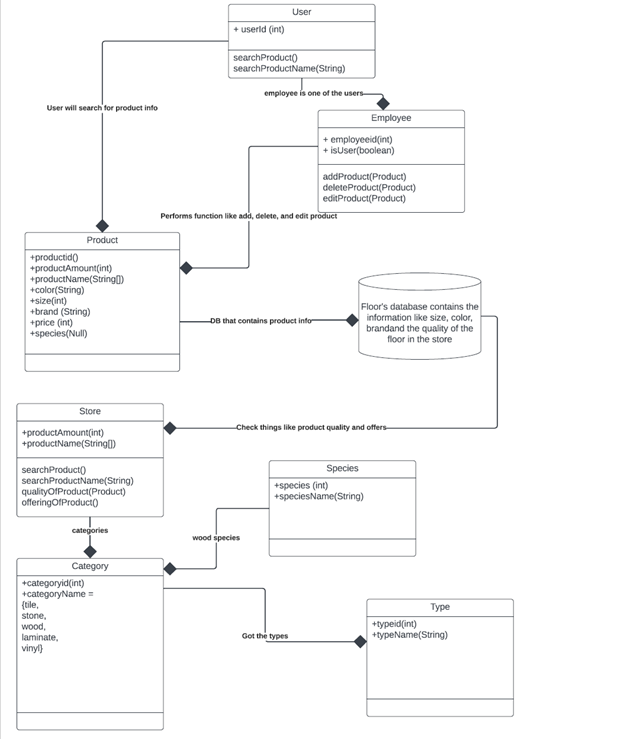 User
+ userId (int)
searchProduct()
searchProductName(String)
employee is one of the users
User will search for product info
Employee
+ employeeid(int)
+ isUser(boolean)
addProduct(Product)
deleteProduct(Product)
editProduct(Product)
Performs function like add, delete, and edit product
Product
+productid()
+productAmount(int)
+productName(String[])
+color(String)
+size(int)
+brand (String)
+price (int)
+species(Null)
DB that contains product info
Floor's database contains the
information like size, color,
brandand the quality of the
floor in the store
Check things like product quality and offers
Store
+productAmount(int)
+productName(String[])
searchProduct()
searchProductName(String)
qualityOfProduct(Product)
offeringOfProduct()
categories
Species
+species (int)
+speciesName(String)
wood species
Category
+categoryid(int)
+categoryName =
{tile,
stone,
wood,
laminate,
vinyl}
Got the types
Type
+typeid(int)
+typeName(String)